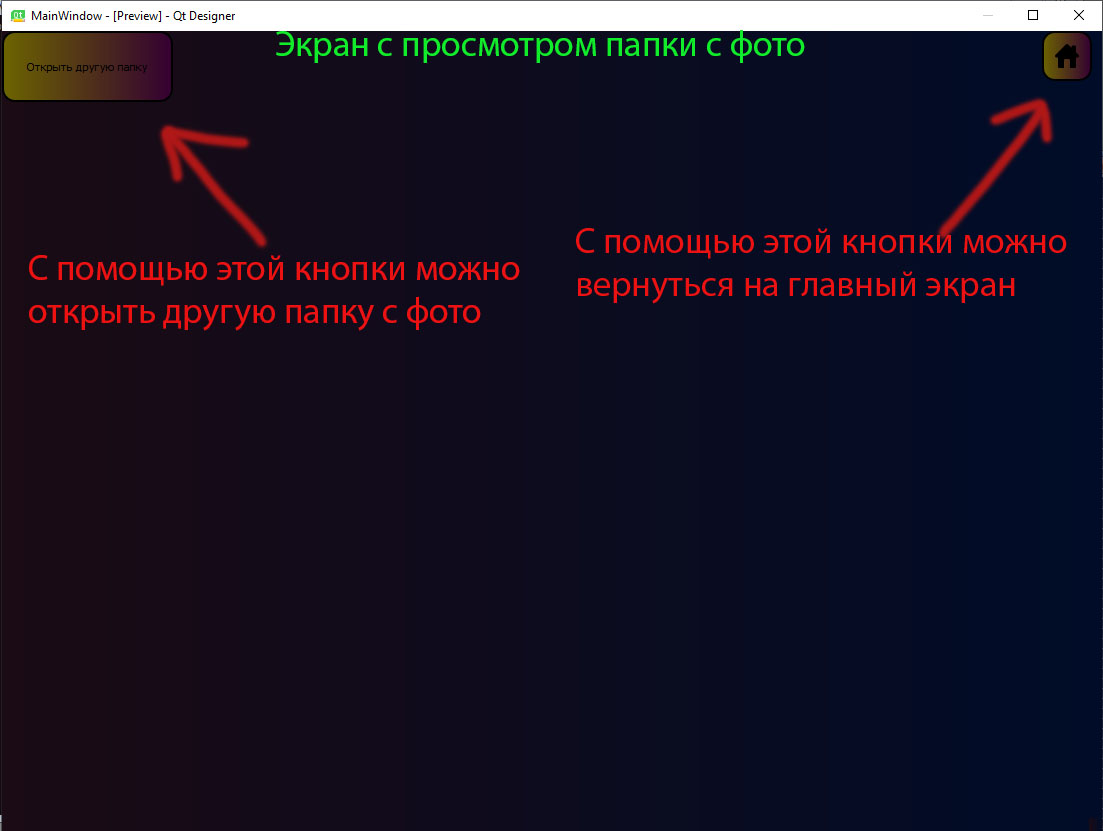 MainWindow - [Preview] - Qt Designer
Экран с просмотром папки с фото
Открыть другую папку
С помощью этой кнопки можно
открыть другую папку с фото
С помощью этой кнопки можно
вернуться на главный экран